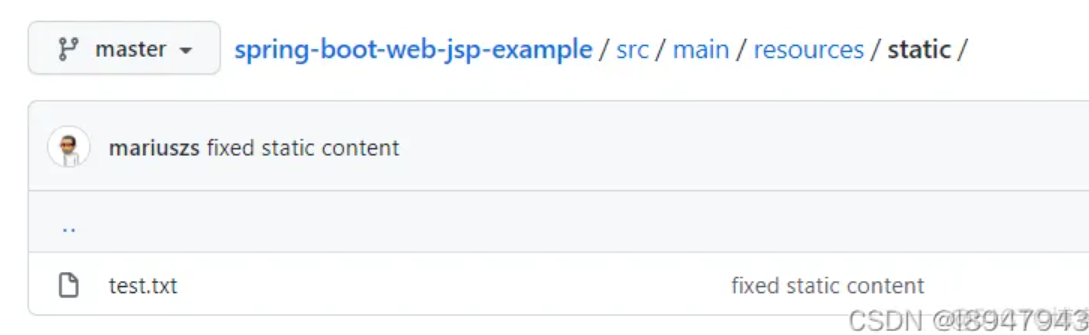 master spring-boot-web-jsp-example / src / main / resources / static /
mariuszs fixed static content
..
test.txt fixed static content
CSDN